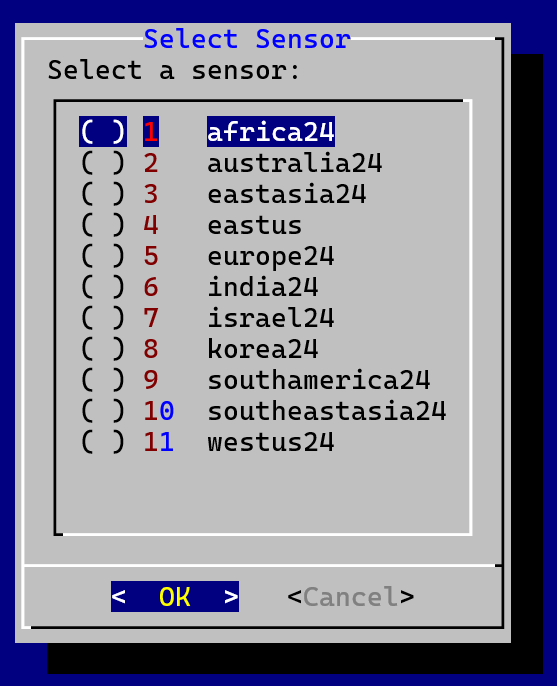 Select Sensor
Select a sensor:
( ) 1 africa24
( ) 2 australia24
( ) 3 eastasia24
( ) 4 eastus
( ) 5 europe24
( ) 6 india24
( ) 7 israel24
( ) 8 korea24
( ) 9 southamerica24
( ) 10 southeastasia24
( ) 11 westus24
< OK > <Cancel>